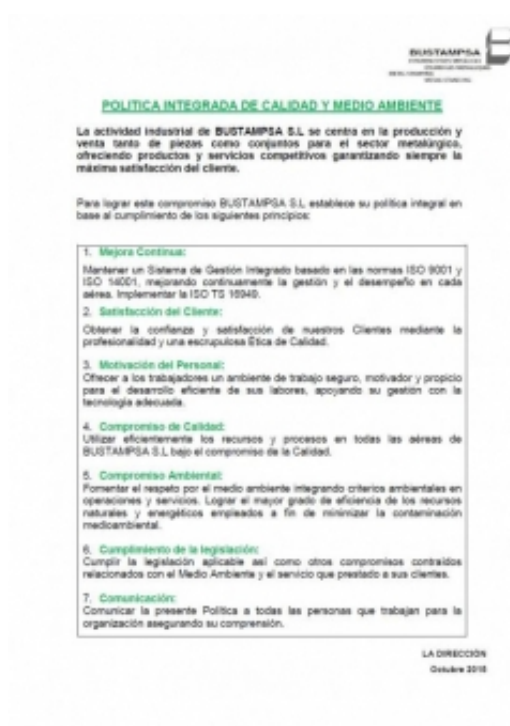 BUSTAMPSA
POLITICA INTEGRADA DE CALIDAD Y MEDIO AMBIENTE
La actividad industrial de BUSTAMPSA S.L se centra en la producción y
venta tanto de piezas como conjuntos para el sector metalúrgico,
ofreciendo productos y servicios competitivos garantizando siempre la
máxima satisfacción del cliente.
Para lograr este compromiso BUSTAMPSA S.L establece su política integral en
base al cumplimiento de los siguientes principios:
1. Mejora Continua:
Mantener un Sistema de Gestión Integrado basado en las normas ISO 9001 y
ISO 14001, mejorando continuamente la gestión y el desempeño en cada
aérea. Implementar la ISO TS 16949.
2. Satisfacción del Cliente:
Obtener la confianza y satisfacción de nuestros Clientes mediante la
profesionalidad y una escrupulosa Ética de Calidad.
3. Motivación del Personal:
Ofrecer a los trabajadores un ambiente de trabajo seguro, motivador y propicio
para el desarrollo eficiente de sus labores, apoyando su gestión con la
tecnología adecuada.
4. Compromiso de Calidad:
Utilizar eficientemente los recursos y procesos en todas las aéreas de
BUSTAMPSA S.L bajo el compromiso de la Calidad.
5. Compromiso Ambiental:
Fomentar el respeto por el medio ambiente integrando criterios ambientales en
operaciones y servicios. Lograr el mayor grado de eficiencia de los recursos
naturales y energéticos empleados a fin de minimizar la contaminación
medioambiental.
6. Cumplimiento de la legislación:
Cumplir la legislación aplicable así como otros compromisos contraídos
relacionados con el Medio Ambiente y el servicio que prestado a sus clientes.
7. Comunicación:
Comunicar la presente Política a todas las personas que trabajan para la
organización asegurando su comprensión.
LA DIRECCIÓN
Octubre 2015